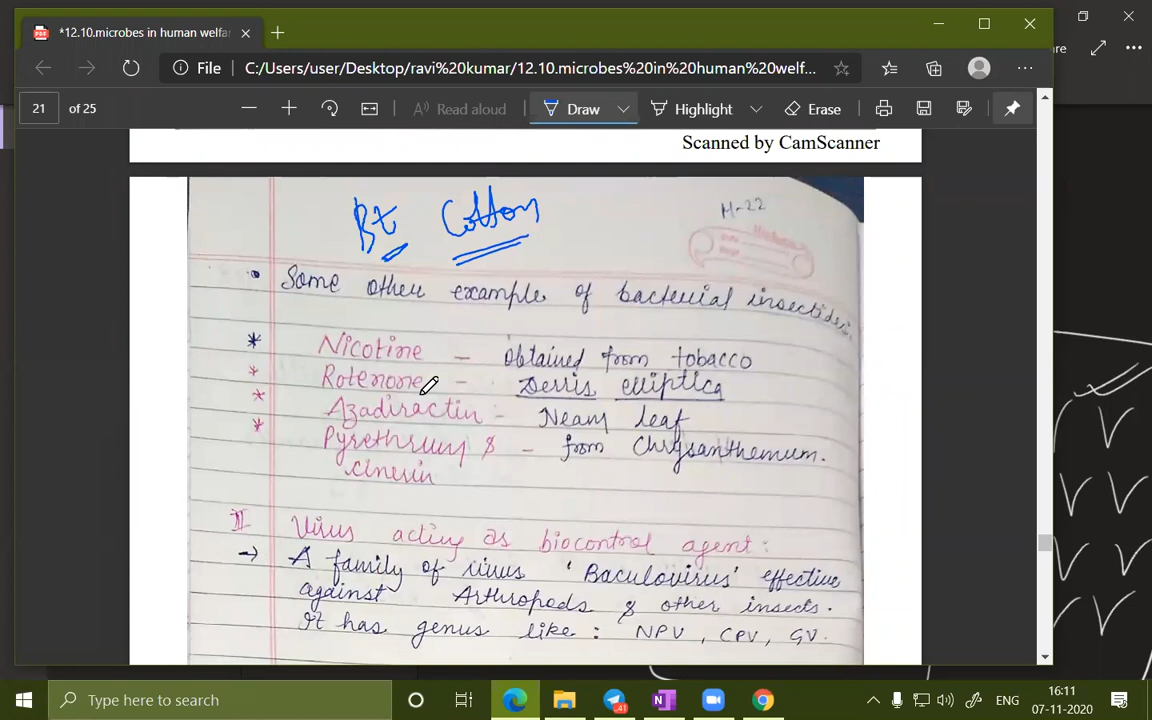 *12.10.microbes in human welfa
re
File
C:/Users/user/Desktop/ravi%20kumar/12.10.microbes%20in%20human%20welf...
21 of 25
Read aloud
Draw
Highlight
Erase
Scanned by CamScanner
Bt Cotton
M-22
Some other example of bacterial
* Nicotine - obtained from tobacco
* Rotenone - Derris elliptica
* Azadiractin - Neam leaf
* Pyrethrum & - from Chrysanthemum.
cinerin
II Virus acting as biocontrol agent:
→ A family of virus 'Baculovirus' effective
against Arthropods & other insects.
It has genus like : NPV, CPV, GV.
V
V V
V V
V V
Type here to search
41
ENG
16:11
07-11-2020